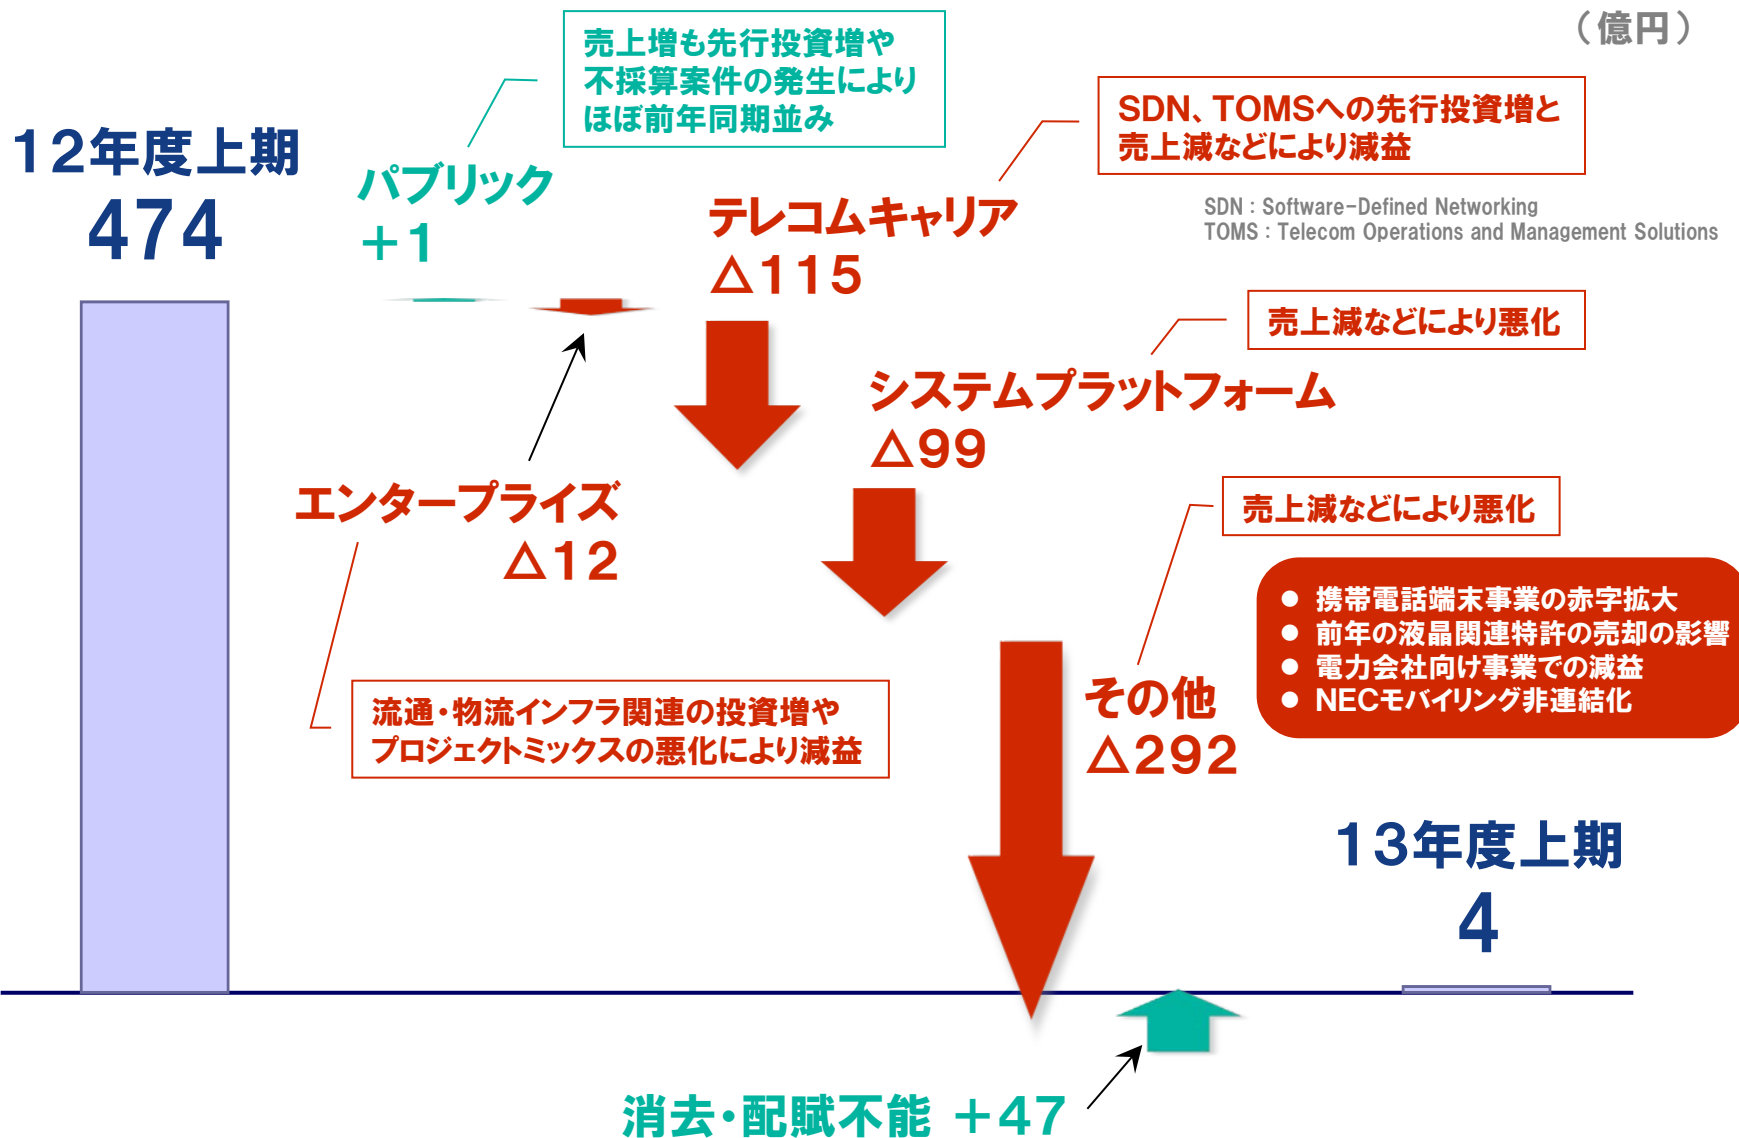 （億円）
売上増も先行投資増や
不採算案件の発生により
ほぼ前年同期並み
SDN、TOMSへの先行投資増と
売上減などにより減益
SDN：Software-Defined Networking
TOMS：Telecom Operations and Management Solutions
12年度上期
474
パブリック
＋1
テレコムキャリア
△115
売上減などにより悪化
システムプラットフォーム
△99
エンタープライズ
△12
売上減などにより悪化
● 携帯電話端末事業の赤字拡大
● 前年の液晶関連特許の売却の影響
● 電力会社向け事業での減益
● NECモバイリング非連結化
流通・物流インフラ関連の投資増や
プロジェクトミックスの悪化により減益
その他
△292
13年度上期
4
消去・配賦不能 ＋47